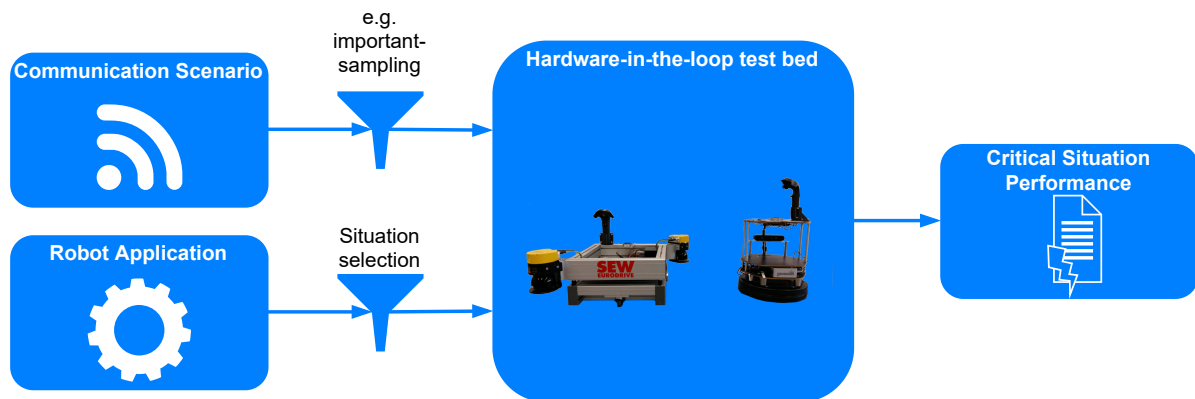 Communication Scenario
e.g.
important-
sampling
Hardware-in-the-loop test bed
Critical Situation
Performance
Robot Application
Situation
selection
SEW
EURODRIVE